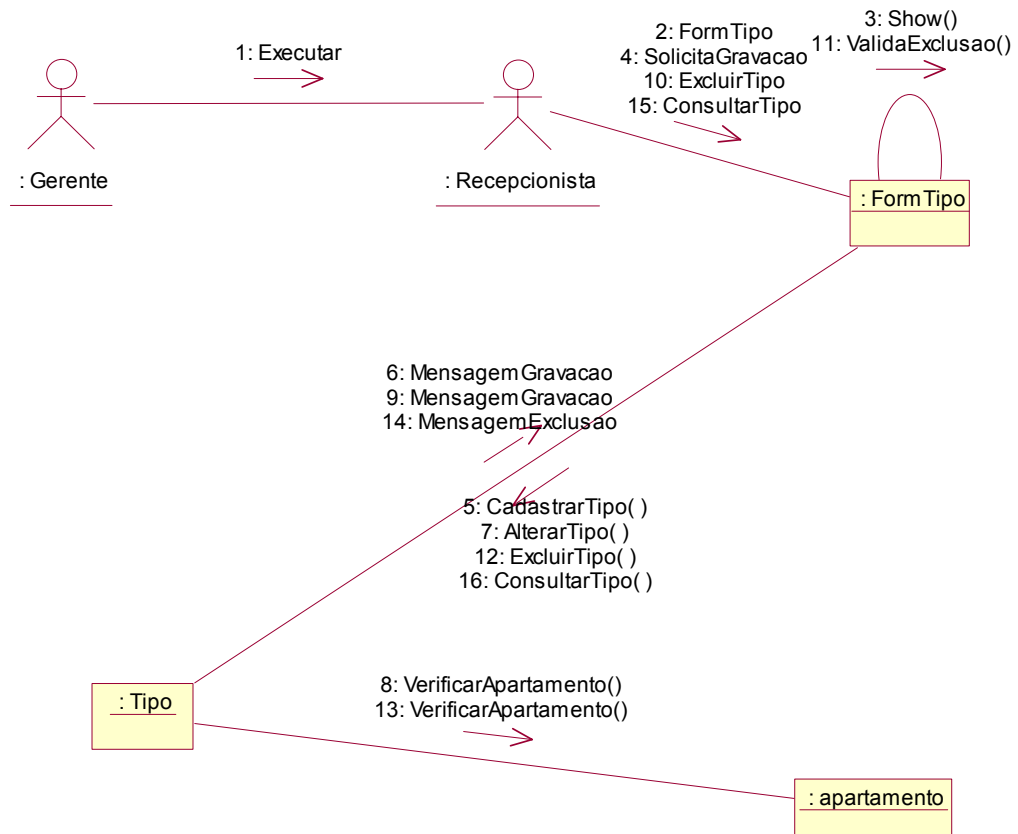 1: Executar
2: FormTipo
4: SolicitaGravacao
10: ExcluirTipo
15: ConsultarTipo
3: Show()
11: ValidaExclusao()
: Gerente
: Recepcionista
: FormTipo
6: MensagemGravacao
9: MensagemGravacao
14: MensagemExclusao
5: CadastrarTipo( )
7: AlterarTipo( )
12: ExcluirTipo( )
16: ConsultarTipo( )
: Tipo
8: VerificarApartamento()
13: VerificarApartamento()
: apartamento